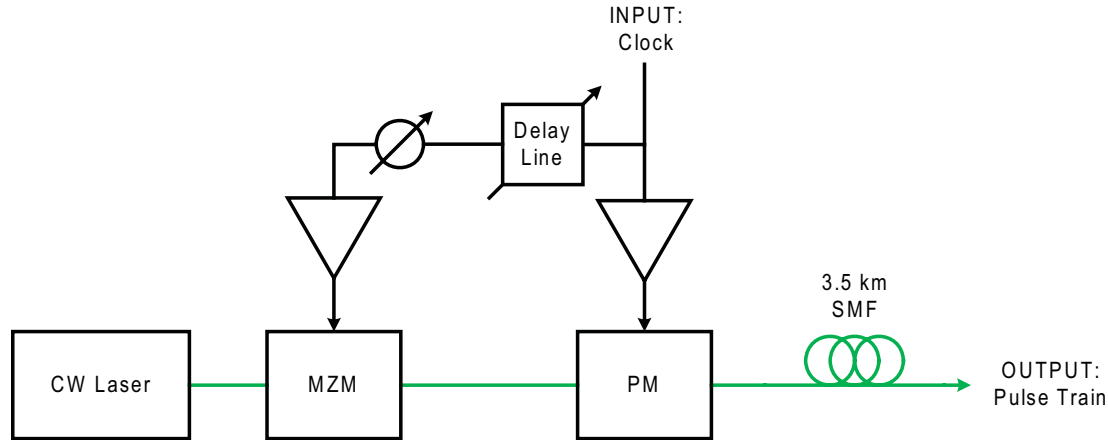 INPUT:
Clock
Delay
Line
3.5 km
SMF
CW Laser
MZM
PM
OUTPUT:
Pulse Train